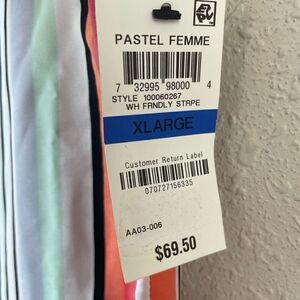 PASTEL FEMME
7 32995 98000 4
STYLE 100060267
WH FRNDLY STRPE
XLARGE
Customer Return Label
070727156335
AA03-006
$69.50